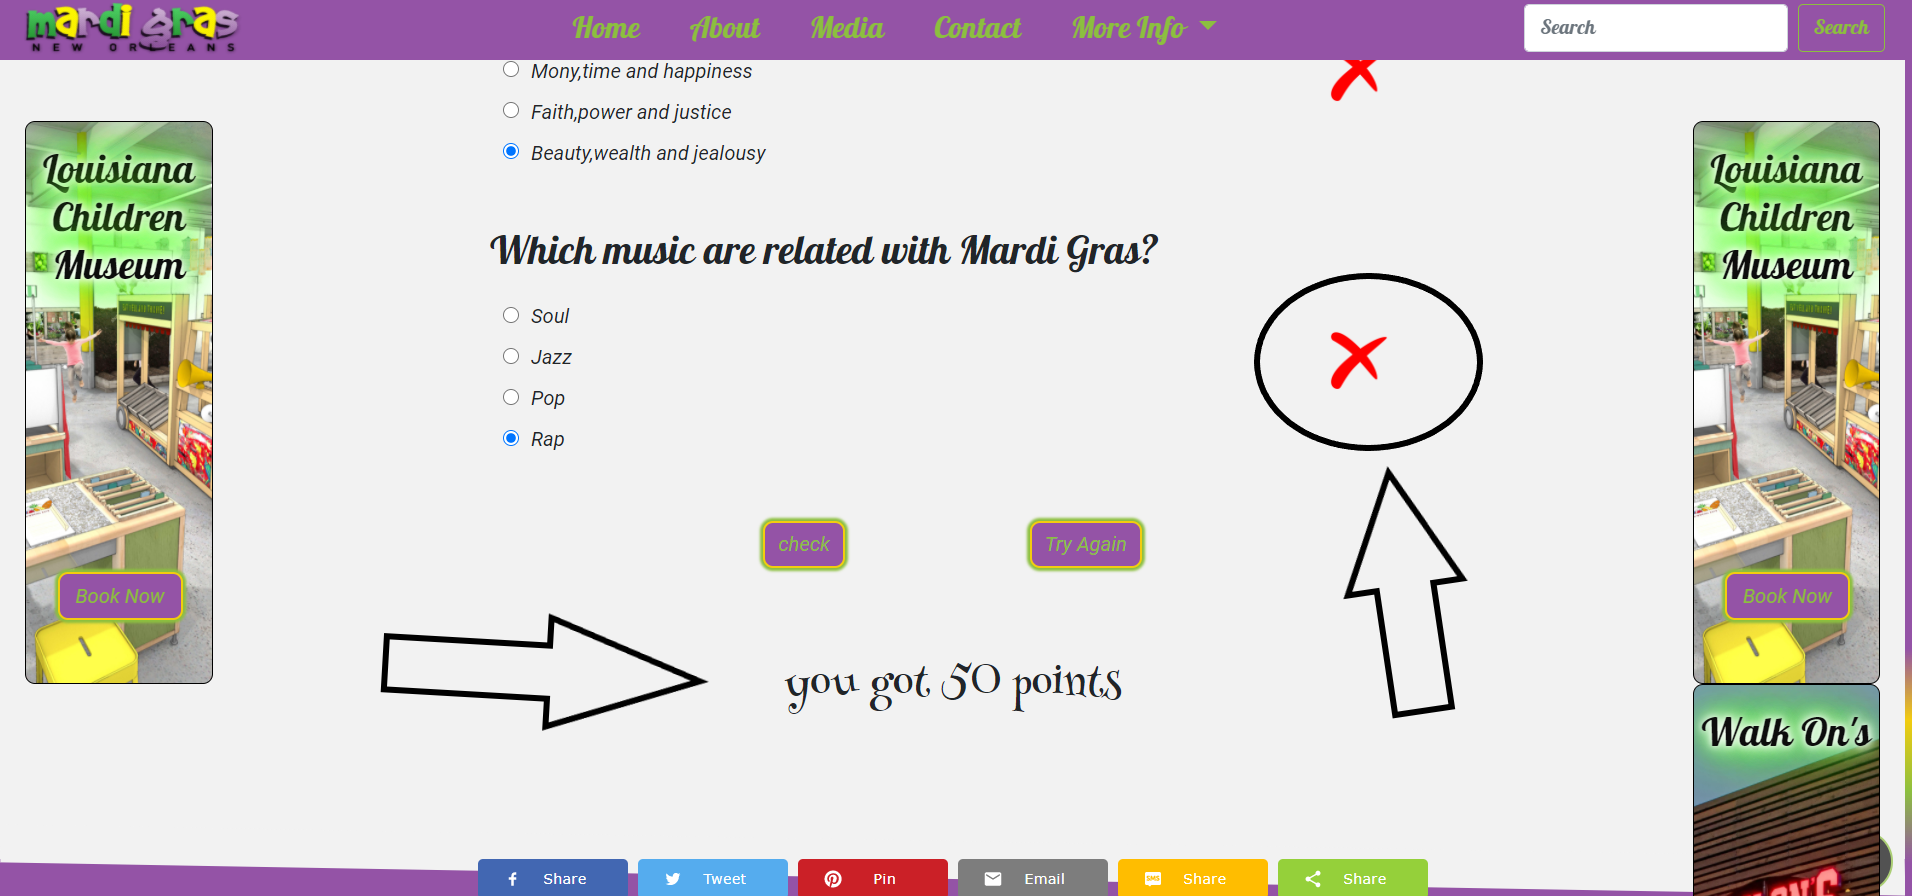 mardi gras
NEW ORLEANS
Home
About
Media
Contact
More Info
Search
Search
Mony,time and happiness
Faith,power and justice
Beauty,wealth and jealousy
Louisiana
Children
Museum
Book Now
Which music are related with Mardi Gras?
Soul
Jazz
Pop
Rap
check
Try Again
you got 50 points
Louisiana
Children
Museum
Book Now
Walk On's
Share
Tweet
Pin
Email
SMS
Share
Share